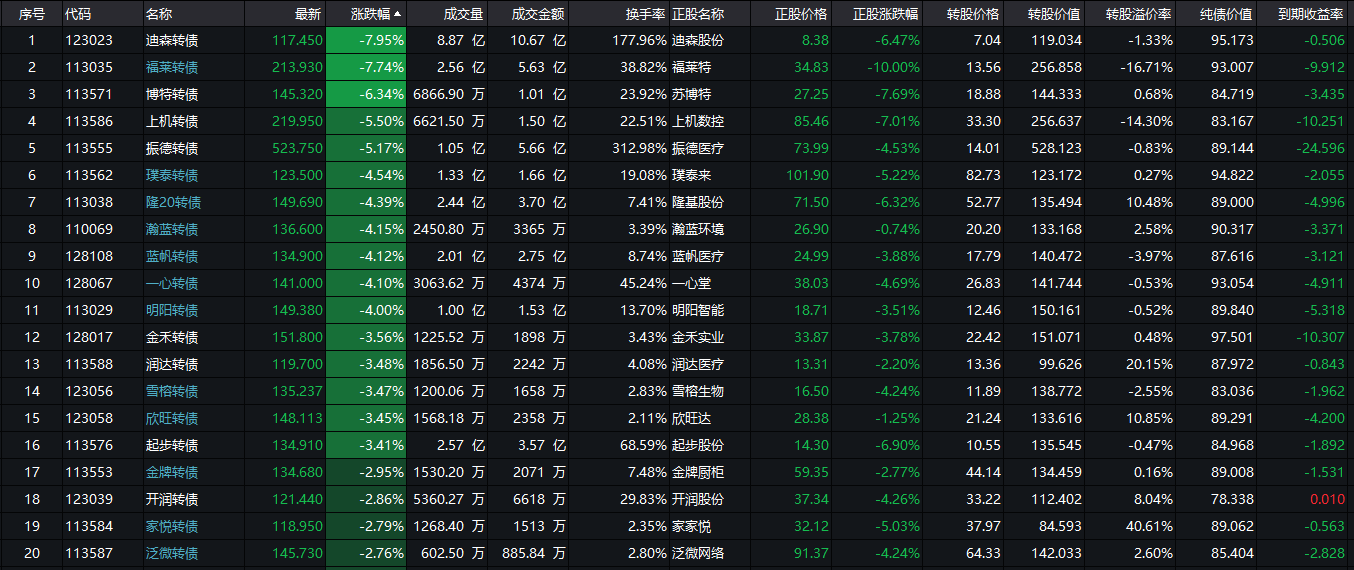 序号 代码 名称 最新 涨跌幅▲ 成交量 成交金额 换手率 正股名称 正股价格 正股涨跌幅 转股价格 转股价值 转股溢价率 纯债价值 到期收益率
1 123023 迪森转债 117.450 -7.95% 8.87 亿 10.67 亿 177.96% 迪森股份 8.38 -6.47% 7.04 119.034 -1.33% 95.173 -0.506
2 113035 福莱转债 213.930 -7.74% 2.56 亿 5.63 亿 38.82% 福莱特 34.83 -10.00% 13.56 256.858 -16.71% 93.007 -9.912
3 113571 博特转债 145.320 -6.34% 6866.90 万 1.01 亿 23.92% 苏博特 27.25 -7.69% 18.88 144.333 0.68% 84.719 -3.435
4 113586 上机转债 219.950 -5.50% 6621.50 万 1.50 亿 22.51% 上机数控 85.46 -7.01% 33.30 256.637 -14.30% 83.167 -10.251
5 113555 振德转债 523.750 -5.17% 1.05 亿 5.66 亿 312.98% 振德医疗 73.99 -4.53% 14.01 528.123 -0.83% 89.144 -24.596
6 113562 璞泰转债 123.500 -4.54% 1.33 亿 1.66 亿 19.08% 璞泰来 101.90 -5.22% 82.73 123.172 0.27% 94.822 -2.055
7 113038 隆20转债 149.690 -4.39% 2.44 亿 3.70 亿 7.41% 隆基股份 71.50 -6.32% 52.77 135.494 10.48% 89.000 -4.996
8 110069 瀚蓝转债 136.600 -4.15% 2450.80 万 3365 万 3.39% 瀚蓝环境 26.90 -0.74% 20.20 133.168 2.58% 90.317 -3.371
9 128108 蓝帆转债 134.900 -4.12% 2.01 亿 2.75 亿 8.74% 蓝帆医疗 24.99 -3.88% 17.79 140.472 -3.97% 87.616 -3.121
10 128067 一心转债 141.000 -4.10% 3063.62 万 4374 万 45.24% 一心堂 38.03 -4.69% 26.83 141.744 -0.53% 93.054 -4.911
11 113029 明阳转债 149.380 -4.00% 1.00 亿 1.53 亿 13.70% 明阳智能 18.71 -3.51% 12.46 150.161 -0.52% 89.840 -5.318
12 128017 金禾转债 151.800 -3.56% 1225.52 万 1898 万 3.43% 金禾实业 33.87 -3.78% 22.42 151.071 0.48% 97.501 -10.307
13 113588 润达转债 119.700 -3.48% 1856.50 万 2242 万 4.08% 润达医疗 13.31 -2.20% 13.36 99.626 20.15% 87.972 -0.843
14 123056 雪榕转债 135.237 -3.47% 1200.06 万 1658 万 2.83% 雪榕生物 16.50 -4.24% 11.89 138.772 -2.55% 83.036 -1.962
15 123058 欣旺转债 148.113 -3.45% 1568.18 万 2358 万 2.11% 欣旺达 28.38 -1.25% 21.24 133.616 10.85% 89.291 -4.200
16 113576 起步转债 134.910 -3.41% 2.57 亿 3.57 亿 68.59% 起步股份 14.30 -6.90% 10.55 135.545 -0.47% 84.968 -1.892
17 113553 金牌转债 134.680 -2.95% 1530.20 万 2071 万 7.48% 金牌厨柜 59.35 -2.77% 44.14 134.459 0.16% 89.008 -1.531
18 123039 开润转债 121.440 -2.86% 5360.27 万 6618 万 29.83% 开润股份 37.34 -4.26% 33.22 112.402 8.04% 78.338 0.010
19 113584 家悦转债 118.950 -2.79% 1268.40 万 1513 万 2.35% 家家悦 32.12 -5.03% 37.97 84.593 40.61% 89.062 -0.563
20 113587 泛微转债 145.730 -2.76% 602.50 万 885.84 万 2.80% 泛微网络 91.37 -4.24% 64.33 142.033 2.60% 85.404 -2.828